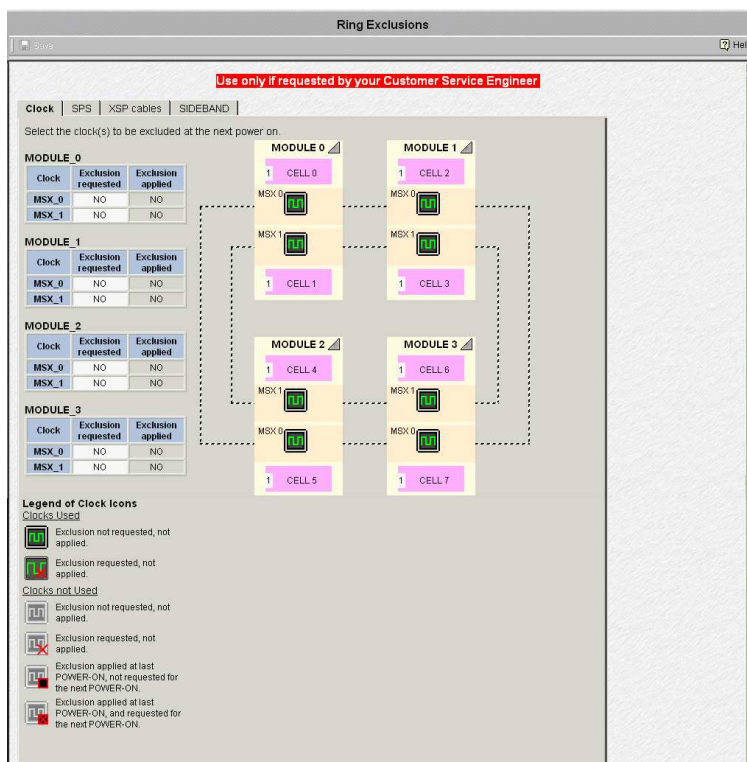 Ring Exclusions
Save
Hel
Use only if requested by your Customer Service Engineer
Clock SPS XSP cables SIDEBAND
Select the clock(s) to be excluded at the next power on.
MODULE_0
Clock Exclusion requested Exclusion applied
MSX_0 NO NO
MSX_1 NO NO
MODULE_1
Clock Exclusion requested Exclusion applied
MSX_0 NO NO
MSX_1 NO NO
MODULE_2
Clock Exclusion requested Exclusion applied
MSX_0 NO NO
MSX_1 NO NO
MODULE_3
Clock Exclusion requested Exclusion applied
MSX_0 NO NO
MSX_1 NO NO
MODULE 0 MODULE 1
1 CELL 0 1 CELL 2
MSX 0 MSX 0
MSX 1 MSX 1
1 CELL 1 1 CELL 3
MODULE 2 MODULE 3
1 CELL 4 1 CELL 6
MSX 1 MSX 1
MSX 0 MSX 0
1 CELL 5 1 CELL 7
Legend of Clock Icons
Clocks Used
Exclusion not requested, not
applied.
Exclusion requested, not
applied.
Clocks not Used
Exclusion not requested, not
applied.
Exclusion requested, not
applied.
Exclusion applied at last
POWER-ON, not requested for
the next POWER-ON.
Exclusion applied at last
POWER-ON, and requested for
the next POWER-ON.